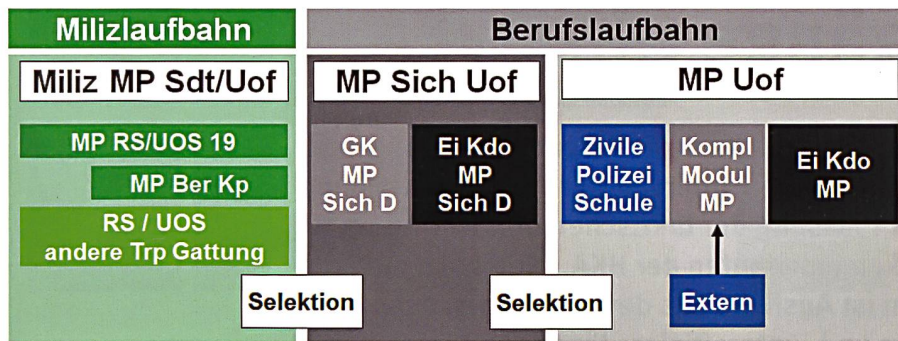 Milizlaufbahn
Berufslaufbahn
Miliz MP Sdt/Uof
MP Sich Uof
MP Uof
MP RS/UOS 19
MP Ber Kp
RS / UOS
andere Trp Gattung
GK
MP
Sich D
Ei Kdo
MP
Sich D
Zivile
Polizei
Schule
Kompl
Modul
MP
Ei Kdo
MP
Selektion
Selektion
Extern